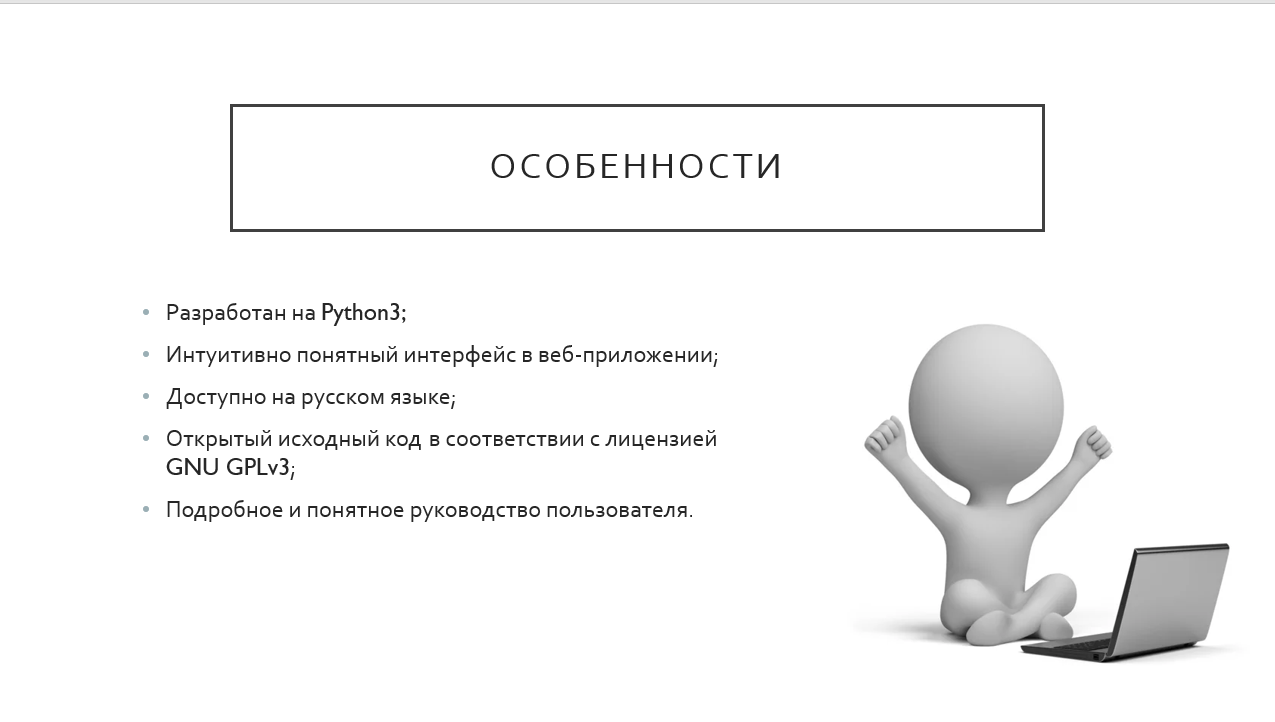 ОСОБЕННОСТИ
• Разработан на Python3;
• Интуитивно понятный интерфейс в веб-приложении;
• Доступно на русском языке;
• Открытый исходный код в соответствии с лицензией
GNU GPLv3;
• Подробное и понятное руководство пользователя.